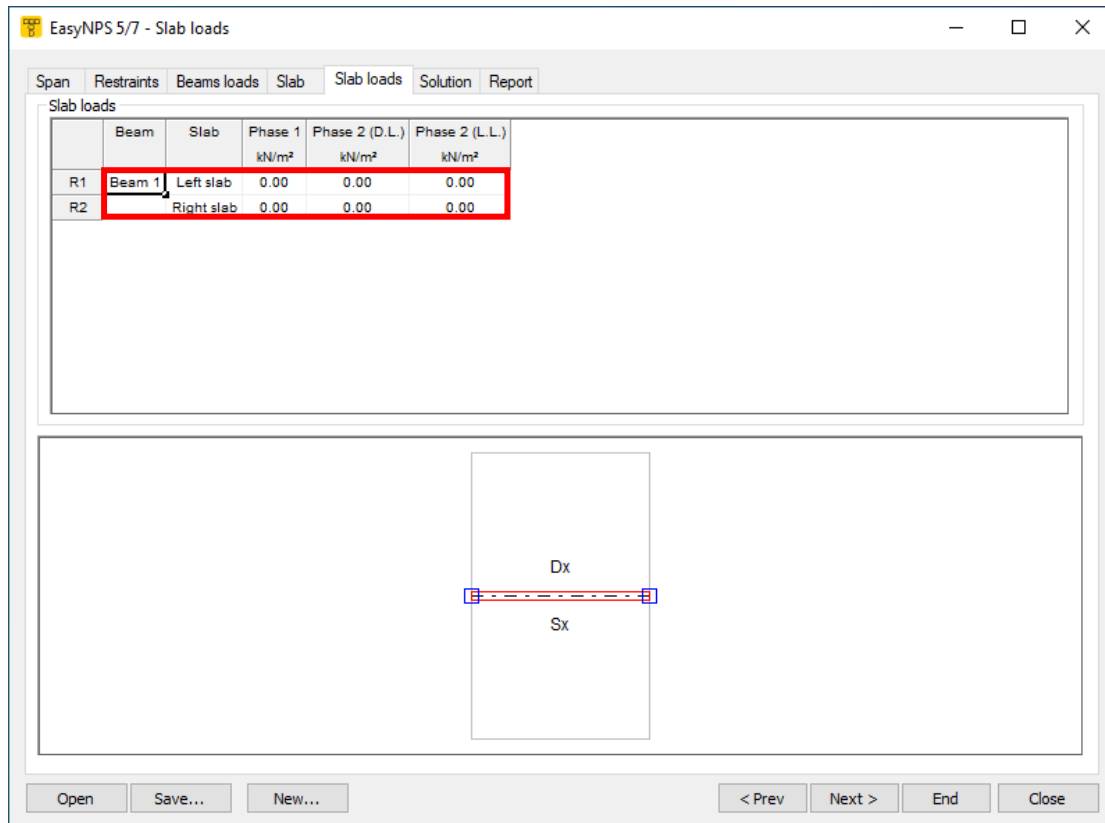 EasyNPS 5/7 - Slab loads
Span Restraints Beams loads Slab Slab loads Solution Report
Slab loads
Beam Slab Phase 1 Phase 2 (D.L.) Phase 2 (L.L.)
kN/m² kN/m² kN/m²
R1 Beam 1 Left slab 0.00 0.00 0.00
R2 Right slab 0.00 0.00 0.00
Dx
Sx
Open Save... New... < Prev Next > End Close